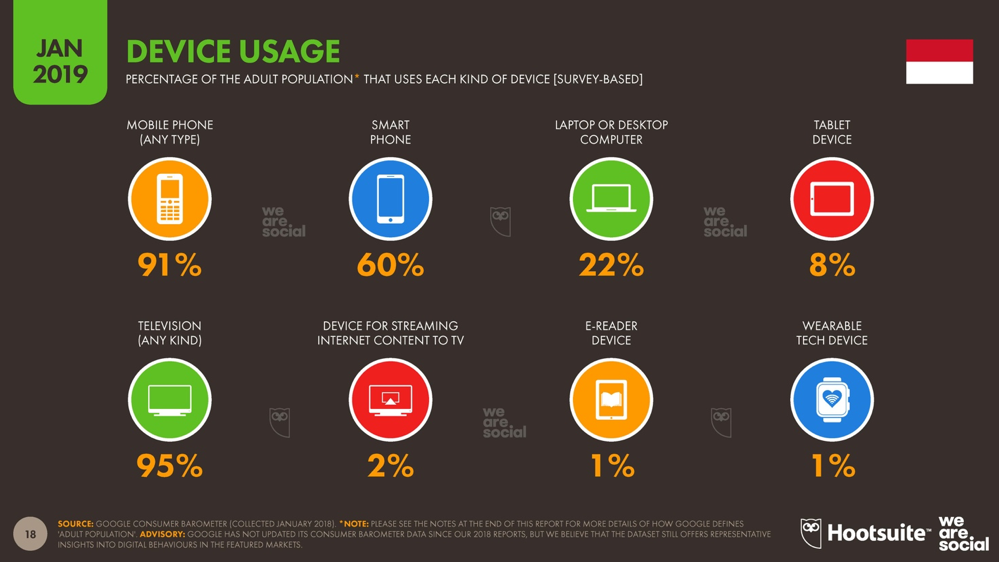 JAN
2019
DEVICE USAGE
PERCENTAGE OF THE ADULT POPULATION* THAT USES EACH KIND OF DEVICE [SURVEY-BASED]
MOBILE PHONE
(ANY TYPE)
91%
SMART
PHONE
60%
LAPTOP OR DESKTOP
COMPUTER
22%
TABLET
DEVICE
8%
we
are
social
we
are
social
TELEVISION
(ANY KIND)
95%
DEVICE FOR STREAMING
INTERNET CONTENT TO TV
2%
E-READER
DEVICE
1%
WEARABLE
TECH DEVICE
1%
we
are
social
18
SOURCE: GOOGLE CONSUMER BAROMETER (COLLECTED JANUARY 2018). *NOTE: PLEASE SEE THE NOTES AT THE END OF THIS REPORT FOR MORE DETAILS OF HOW GOOGLE DEFINES
'ADULT POPULATION'. ADVISORY: GOOGLE HAS NOT UPDATED ITS CONSUMER BAROMETER DATA SINCE OUR 2018 REPORTS, BUT WE BELIEVE THAT THE DATASET STILL OFFERS REPRESENTATIVE
INSIGHTS INTO DIGITAL BEHAVIOURS IN THE FEATURED MARKETS.
Hootsuite™
we
are
social